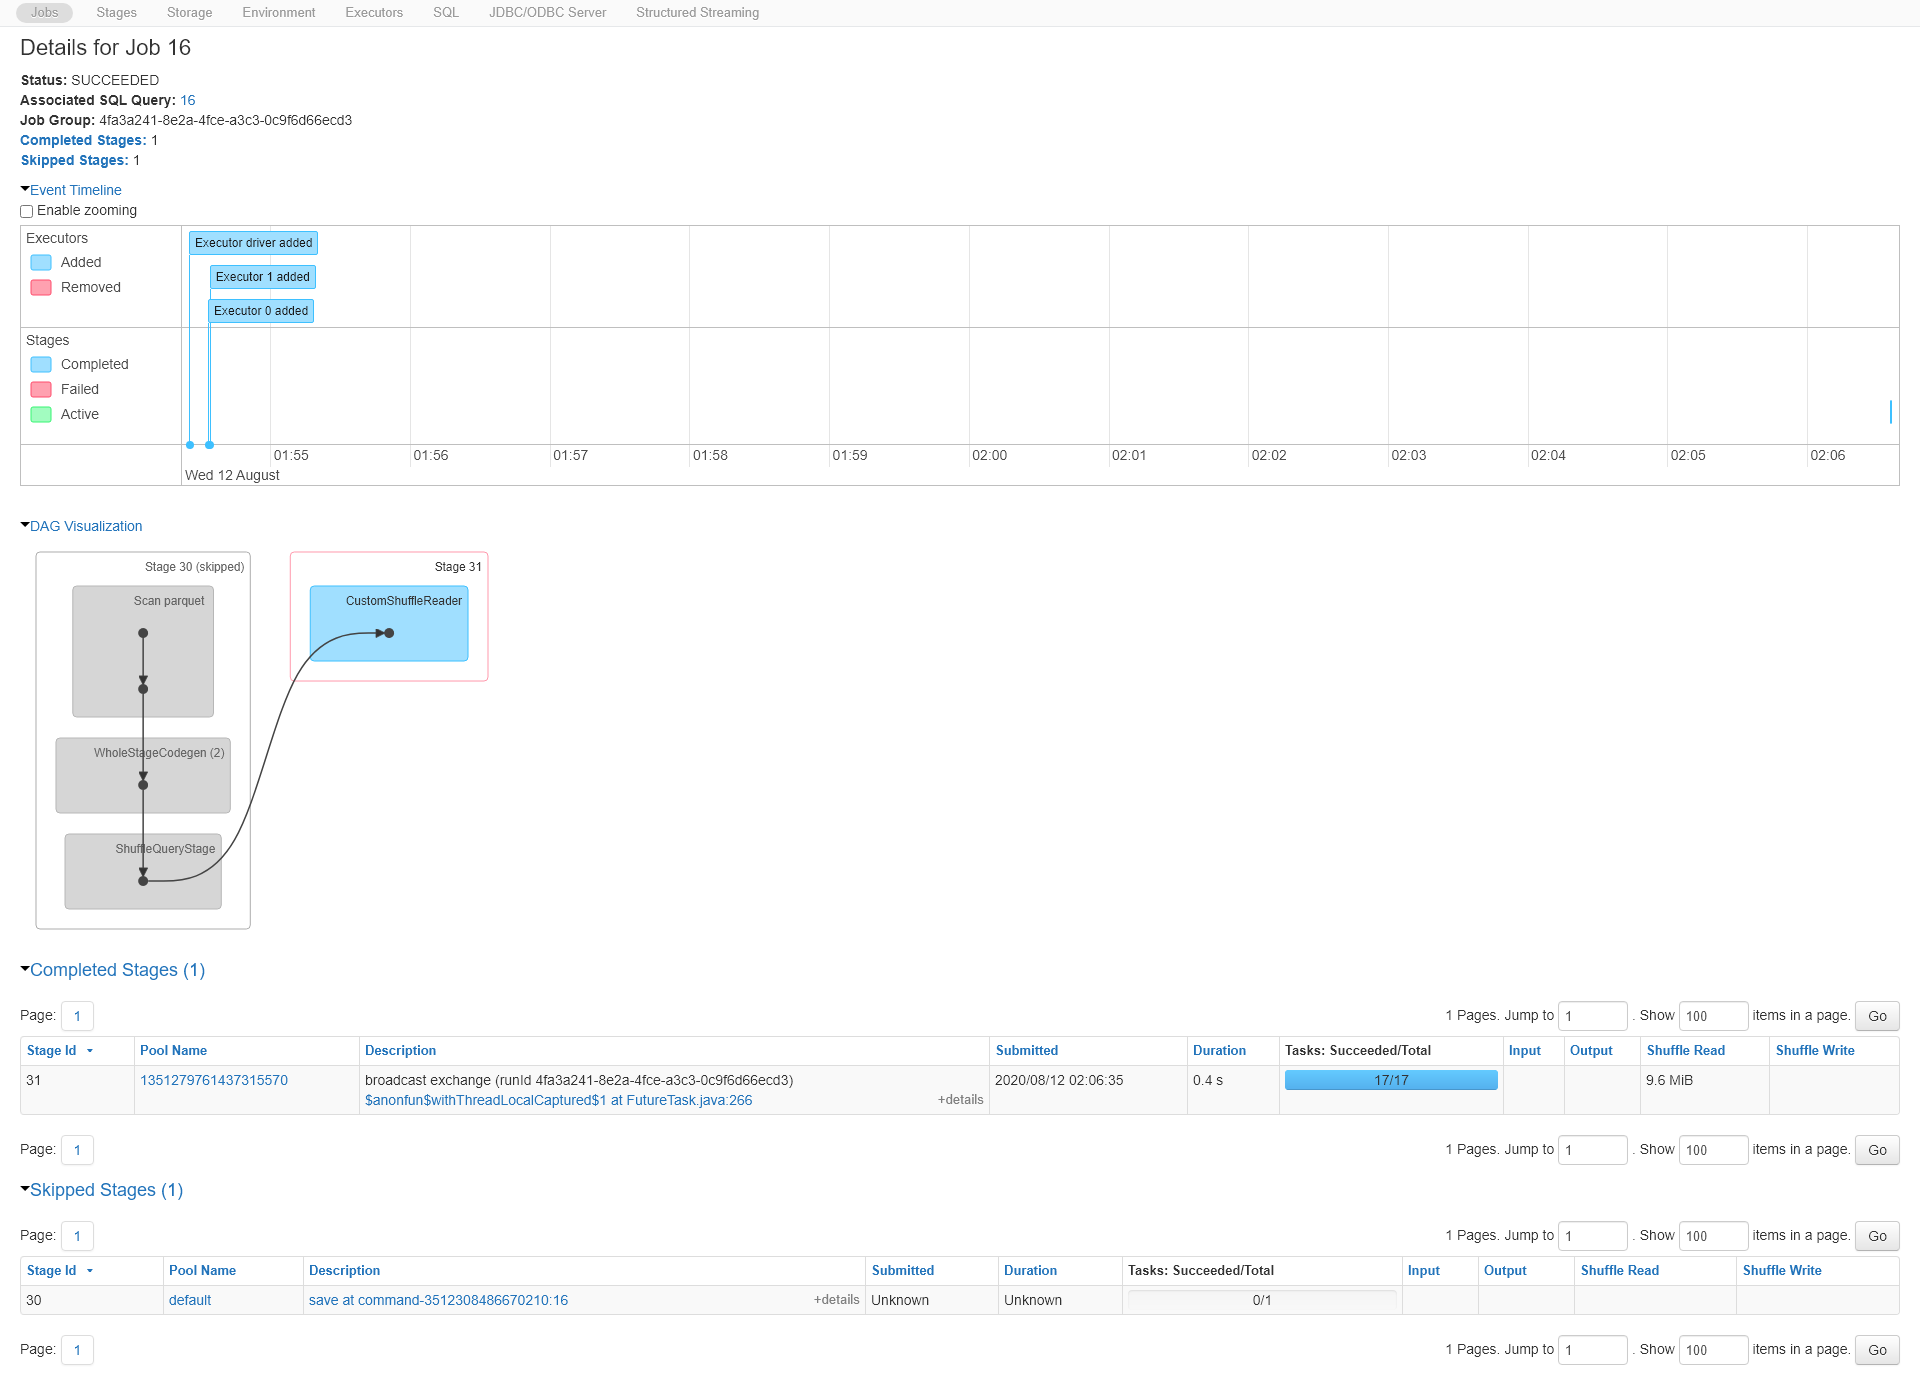 Jobs Stages Storage Environment Executors SQL JDBC/ODBC Server Structured Streaming
Details for Job 16
Status: SUCCEEDED
Associated SQL Query: 16
Job Group: 4fa3a241-8e2a-4fce-a3c3-0c9f6d66ecd3
Completed Stages: 1
Skipped Stages: 1
Event Timeline
Enable zooming
Executors
Added
Removed
Executor driver added
Executor 1 added
Executor 0 added
Stages
Completed
Failed
Active
01:55 01:56 01:57 01:58 01:59 02:00 02:01 02:02 02:03 02:04 02:05 02:06
Wed 12 August
DAG Visualization
Stage 30 (skipped)
Scan parquet
WholeStageCodegen (2)
ShuffleQueryStage
Stage 31
CustomShuffleReader
Completed Stages (1)
Page: 1 1 Pages. Jump to 1 . Show 100 items in a page. Go
Stage Id Pool Name Description Submitted Duration Tasks: Succeeded/Total Input Output Shuffle Read Shuffle Write
31 1351279761437315570 broadcast exchange (runId 4fa3a241-8e2a-4fce-a3c3-0c9f6d66ecd3) 2020/08/12 02:06:35 0.4 s 17/17 9.6 MiB
$anonfun$withThreadLocalCaptured$1 at FutureTask.java:266 +details
Page: 1 1 Pages. Jump to 1 . Show 100 items in a page. Go
Skipped Stages (1)
Page: 1 1 Pages. Jump to 1 . Show 100 items in a page. Go
Stage Id Pool Name Description Submitted Duration Tasks: Succeeded/Total Input Output Shuffle Read Shuffle Write
30 default save at command-3512308486670210:16 +details Unknown Unknown 0/1
Page: 1 1 Pages. Jump to 1 . Show 100 items in a page. Go